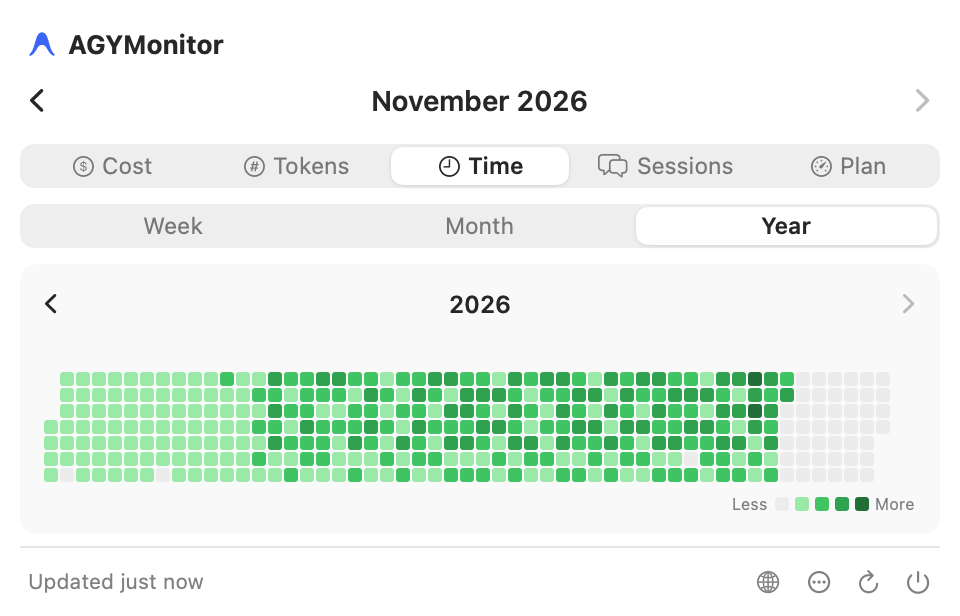 AGYMonitor
November 2026
Cost
Tokens
Time
Sessions
Plan
Week
Month
Year
2026
Less
More
Updated just now